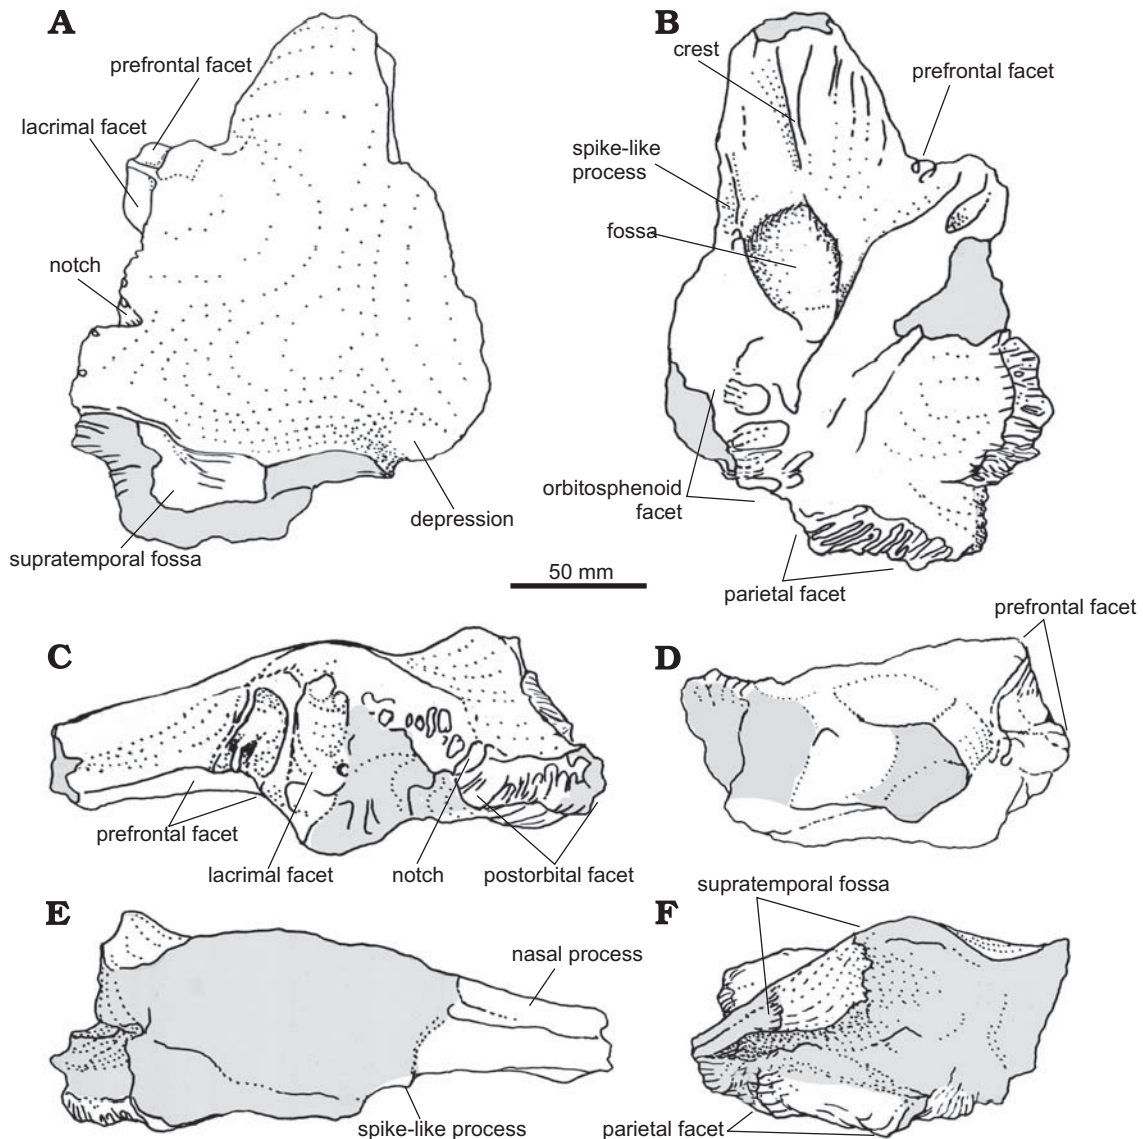 A
prefrontal facet
lacrimal facet
notch
supratemporal fossa
depression
B
crest
prefrontal facet
spike-like
process
fossa
orbitosphenoid
facet
parietal facet
50 mm
C
prefrontal facet
lacrimal facet
notch
postorbital facet
D
prefrontal facet
E
nasal process
spike-like process
F
supratemporal fossa
parietal facet